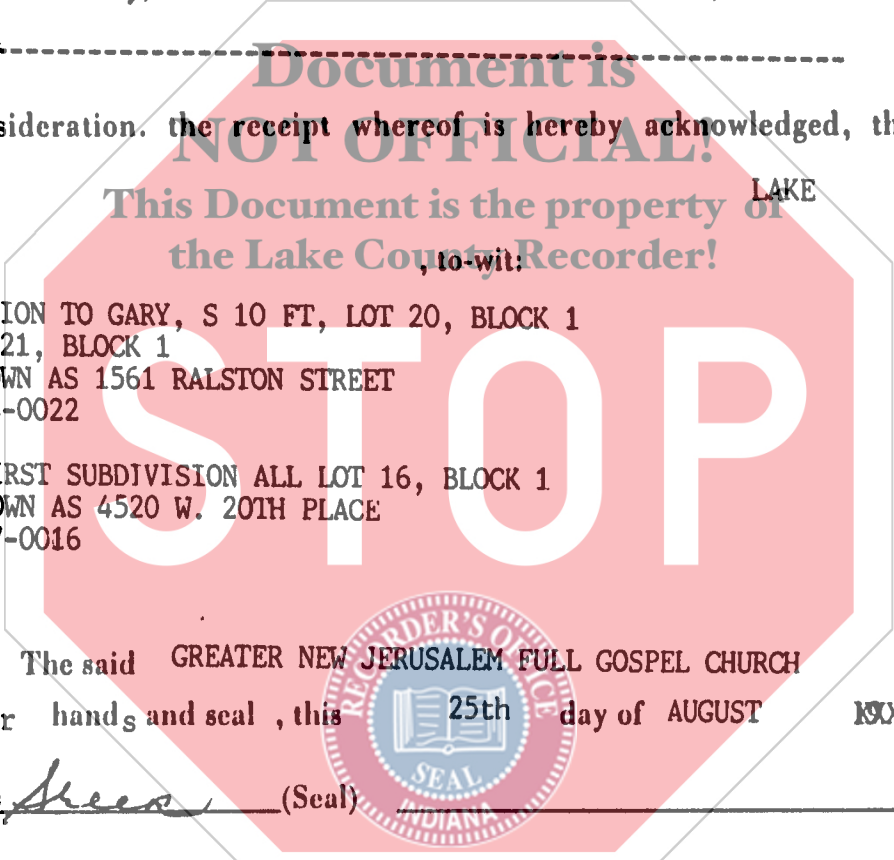 Document is
sideration. the receipt whereof is hereby acknowledged, th
NOT OFFICIAL!
LAKE
This Document is the property of
the Lake County Recorder!
, to-wit:
ION TO GARY, S 10 FT, LOT 20, BLOCK 1
21, BLOCK 1
WN AS 1561 RALSTON STREET
-0022
STOP
IRST SUBDIVISION ALL LOT 16, BLOCK 1
OWN AS 4520 W. 20TH PLACE
-0016
RECORDER'S OFFICE
The said GREATER NEW JERUSALEM FULL GOSPEL CHURCH
r hands and seal , this 25th day of AUGUST
SEAL
(Seal)
INDIANA